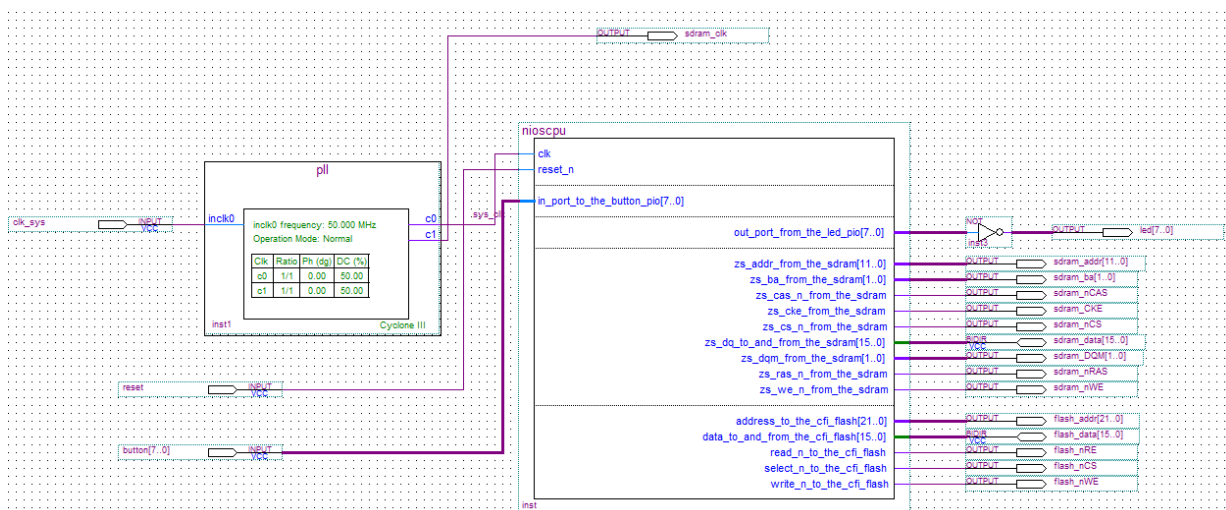 OUTPUT sdram_clk
nioscpu
pll
clk
reset_n
clk_sys INPUT
VCC
inclk0
inclk0 frequency: 50.000 MHz
Operation Mode: Normal
Clk Ratio Ph (dg) DC (%)
c0 1/1 0.00 50.00
c1 1/1 0.00 50.00
c0
c1
inst1
Cyclone III
in_port_to_the_button_pio[7..0]
out_port_from_the_led_pio[7..0]
NOT
inst3
OUTPUT led[7..0]
zs_addr_from_the_sdram[11..0] OUTPUT sdram_addr[11..0]
zs_ba_from_the_sdram[1..0] OUTPUT sdram_ba[1..0]
zs_cas_n_from_the_sdram OUTPUT sdram_nCAS
zs_cke_from_the_sdram OUTPUT sdram_CKE
zs_cs_n_from_the_sdram OUTPUT sdram_nCS
zs_dq_to_and_from_the_sdram[15..0] BIDIR VCC sdram_data[15..0]
zs_dqm_from_the_sdram[1..0] OUTPUT sdram_DQM[1..0]
zs_ras_n_from_the_sdram OUTPUT sdram_nRAS
zs_we_n_from_the_sdram OUTPUT sdram_nWE
reset INPUT
VCC
address_to_the_cfi_flash[21..0] OUTPUT flash_addr[21..0]
data_to_and_from_the_cfi_flash[15..0] BIDIR VCC flash_data[15..0]
read_n_to_the_cfi_flash OUTPUT flash_nRE
select_n_to_the_cfi_flash OUTPUT flash_nCS
write_n_to_the_cfi_flash OUTPUT flash_nWE
button[7..0] INPUT
VCC
inst